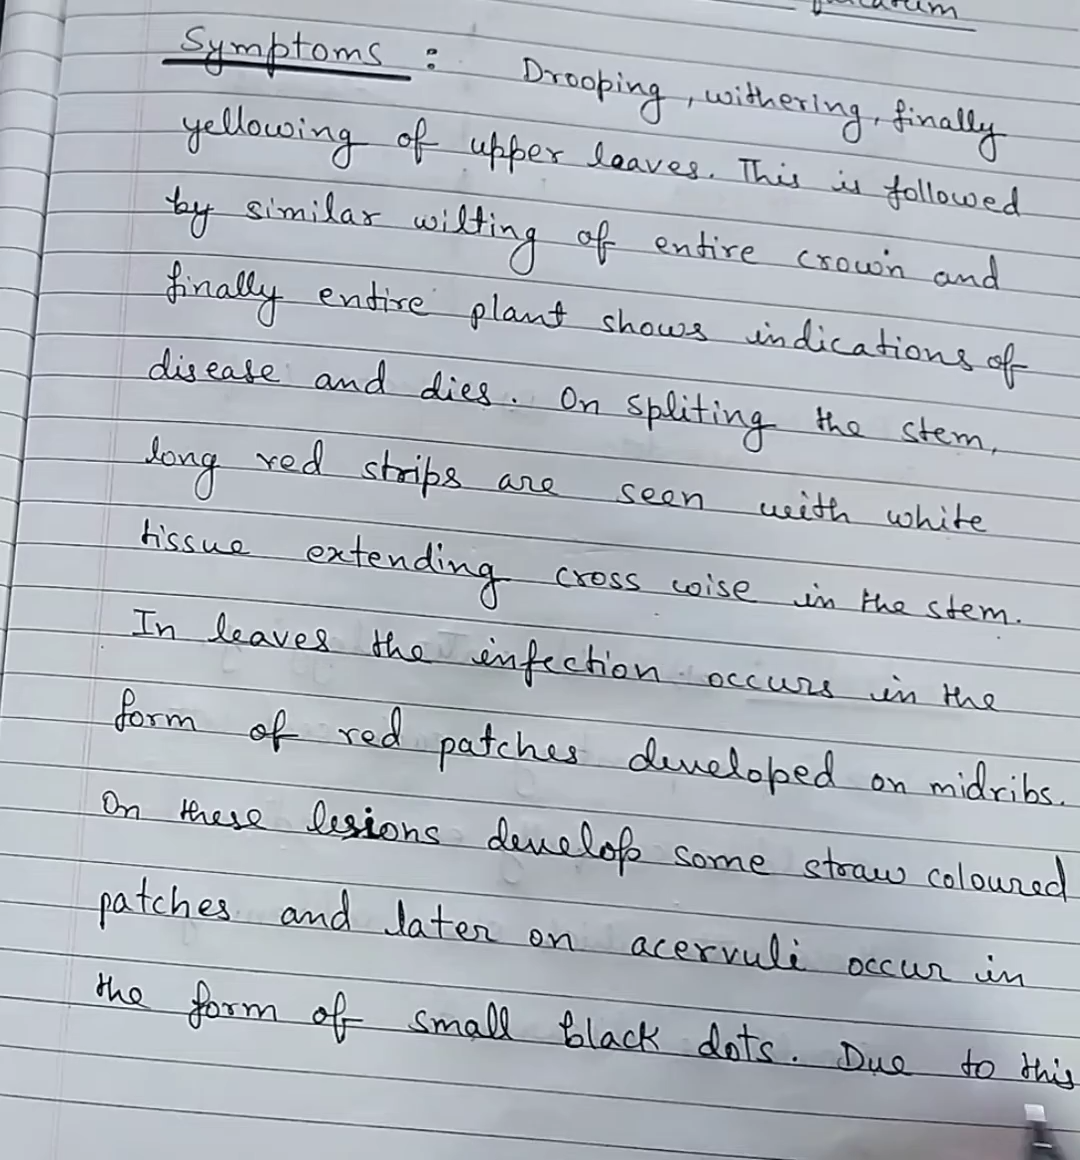 Symptoms : Drooping, withering, finally
yellowing of upper leaves. This is followed
by similar wilting of entire crown and
finally entire plant shows indications of
disease and dies. On spliting the stem,
long red strips are seen with white
tissue extending cross wise in the stem.
In leaves the infection occurs in the
form of red patches developed on midribs.
On these lesions develop some straw coloured
patches and later on acervuli occur in
the form of small black dots. Due to this